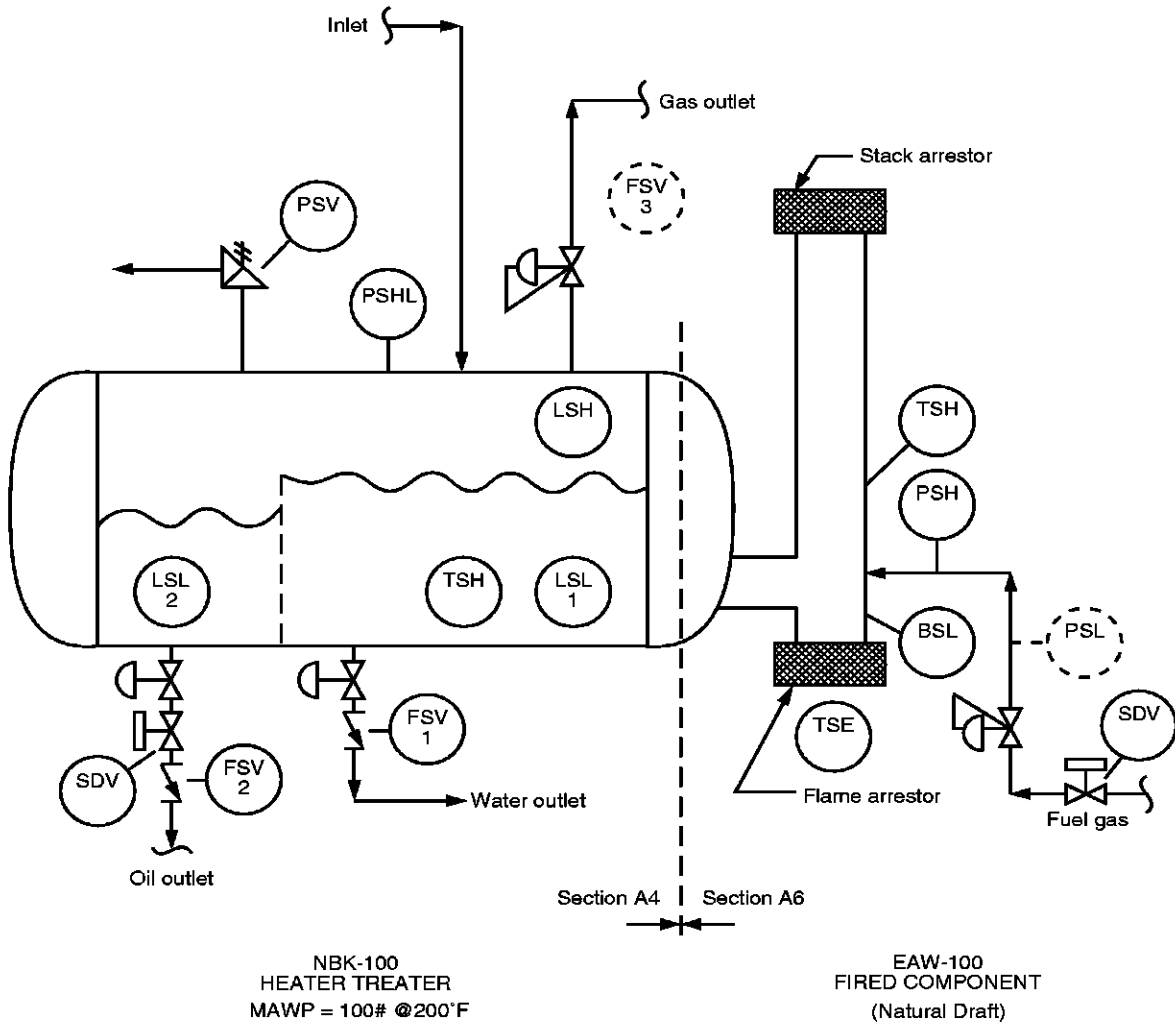 Inlet
Gas outlet
Stack arrestor
FSV
3
PSV
PSHL
LSH
TSH
PSH
LSL
2
TSH
LSL
1
BSL
PSL
FSV
1
TSE
SDV
SDV
FSV
2
Water outlet
Flame arrestor
Fuel gas
Oil outlet
Section A4
Section A6
NBK-100
HEATER TREATER
MAWP = 100# @200°F
EAW-100
FIRED COMPONENT
(Natural Draft)